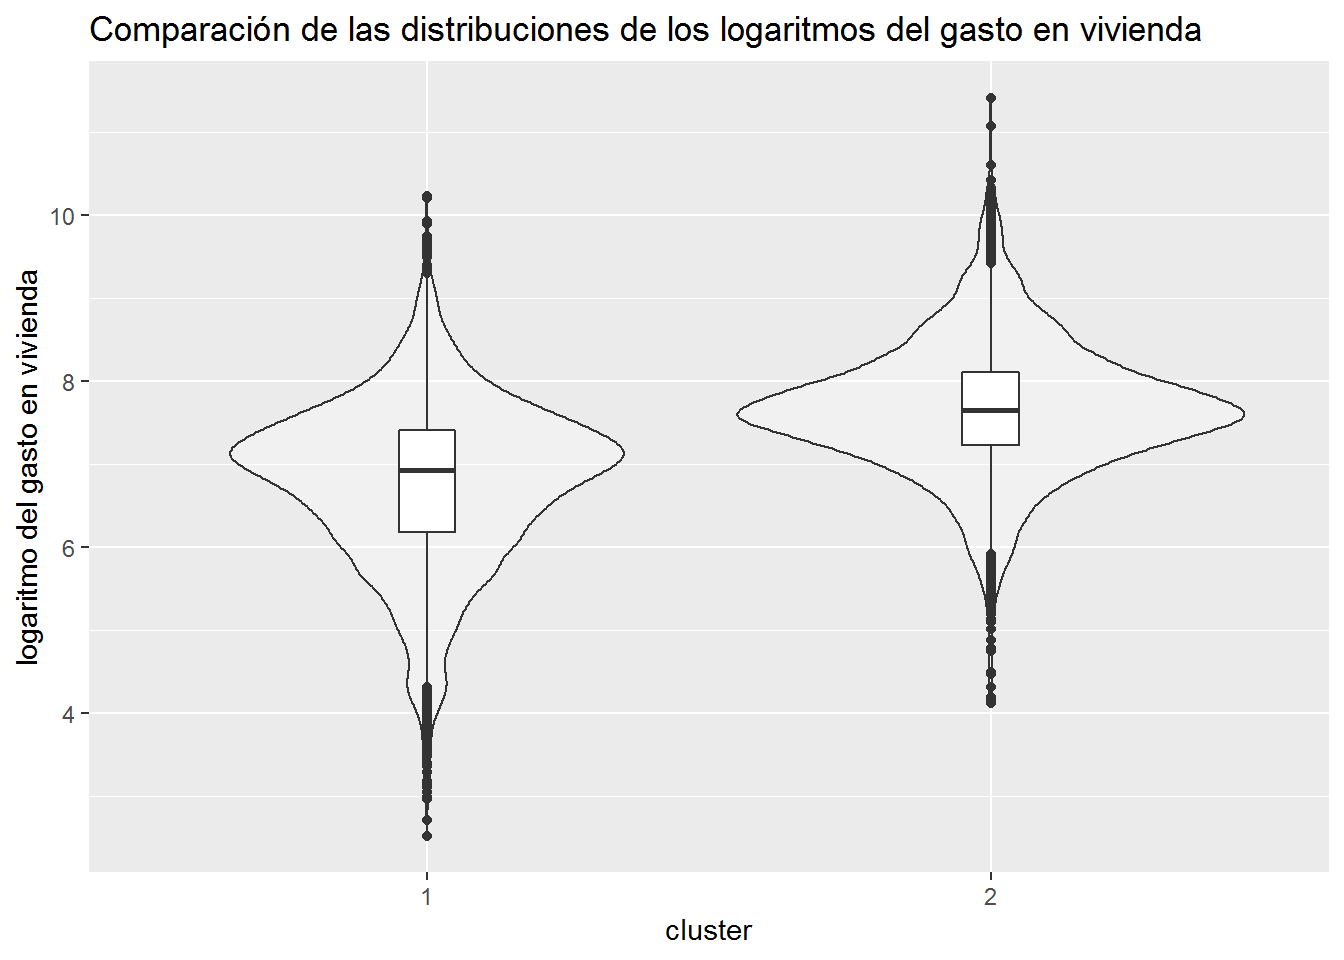 Comparación de las distribuciones de los logaritmos del gasto en vivienda
logaritmo del gasto en vivienda
10
8
6
4
1
2
cluster